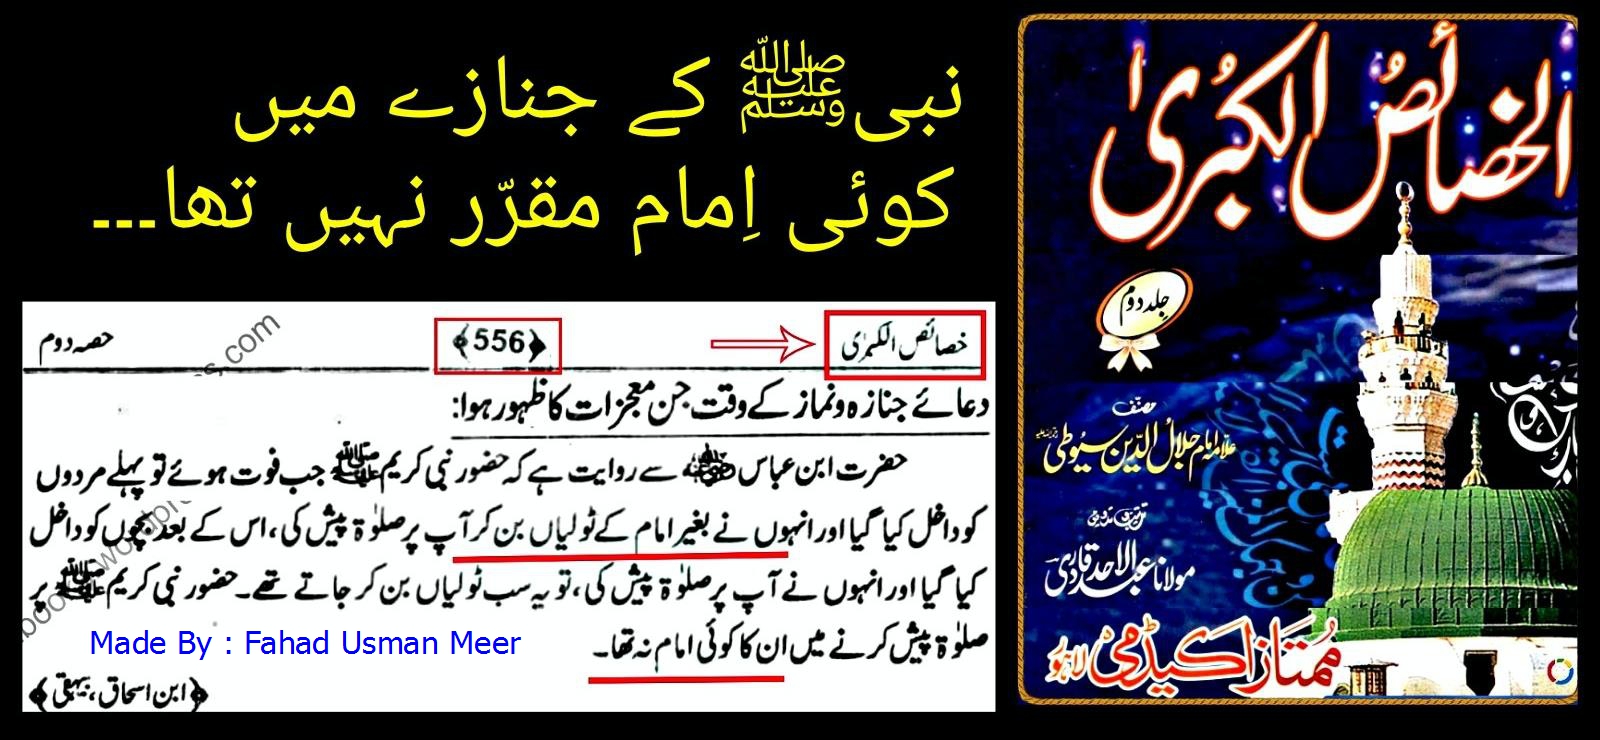 نبیﷺ کے جنازے میں
کوئی اِمام مقرّر نہیں تھا...
خصائص الکبریٰ
﴿556﴾
حصہ دوم
دعائے جنازہ ونماز کے وقت جن معجزات کا ظہور ہوا:
حضرت ابن عباس رضی اللہ عنہ سے روایت ہے کہ حضور نبی کریم ﷺ جب فوت ہوئے تو پہلے مردوں
کو داخل کیا گیا اور انہوں نے بغیر امام کے ٹولیاں بن کر آپ پر صلوٰۃ پیش کی، اس کے بعد بچوں کو داخل
کیا گیا اور انہوں نے آپ پر صلوٰۃ پیش کی، تو یہ سب ٹولیاں بن کر جاتے تھے۔ حضور نبی کریم ﷺ پر
صلوٰۃ پیش کرنے میں ان کا کوئی امام نہ تھا۔
﴿ابن اسحاق، بیہقی﴾
Made By : Fahad Usman Meer
الخصائص الکبریٰ
جلد دوم
مصنف
علامہ امام جلال الدین سیوطی
مولانا عبد الاحد قادری
ممتاز اکیڈمی لاہور